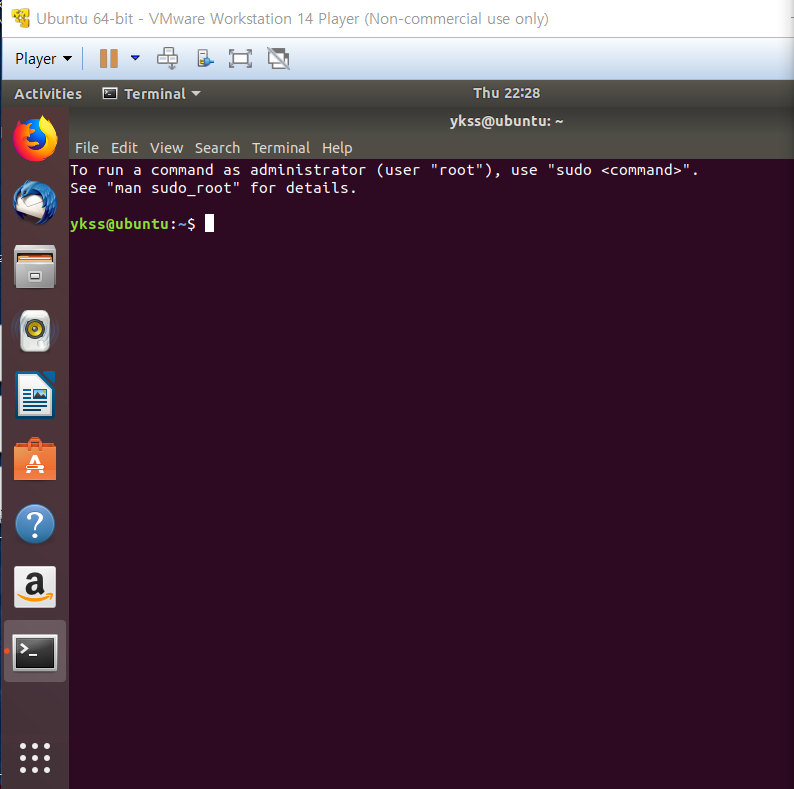 Ubuntu 64-bit - VMware Workstation 14 Player (Non-commercial use only)
Player
Activities Terminal Thu 22:28
ykss@ubuntu: ~
File Edit View Search Terminal Help
To run a command as administrator (user "root"), use "sudo <command>".
See "man sudo_root" for details.
ykss@ubuntu:~$